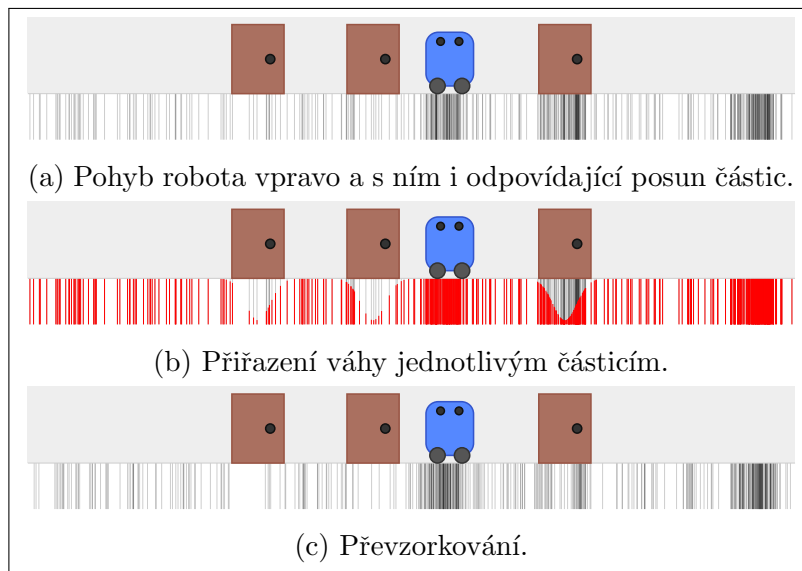 (a) Pohyb robota vpravo a s ním i odpovídající posun částic.
(b) Přiřazení váhy jednotlivým částicím.
(c) Převzorkování.